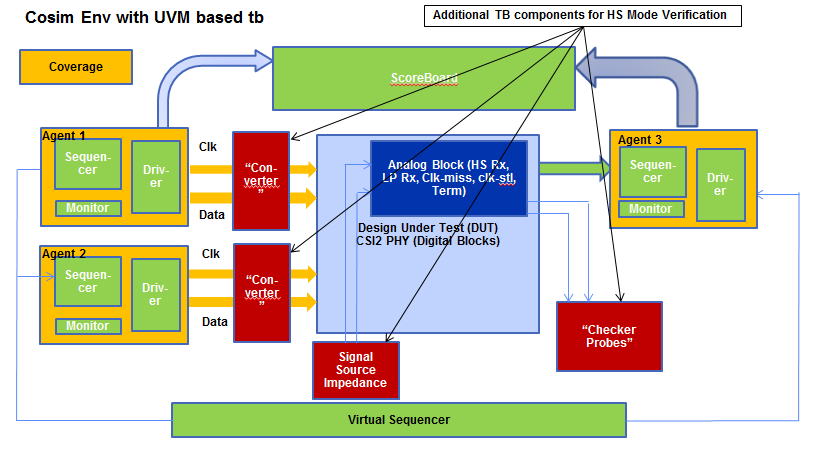 Cosim Env with UVM based tb
Additional TB components for HS Mode Verification
Coverage
ScoreBoard
Agent 1
Sequen-
cer
Monitor
Driv-
er
Clk
Data
“Con-
verter
”
Analog Block (HS Rx,
LP Rx, Clk-miss, clk-stl,
Term)
Design Under Test (DUT)
CSI2 PHY (Digital Blocks)
Agent 3
Sequen-
cer
Monitor
Driv-
er
Agent 2
Sequen-
cer
Monitor
Driv-
er
Clk
Data
“Con-
verter
”
Signal
Source
Impedance
“Checker
Probes”
Virtual Sequencer